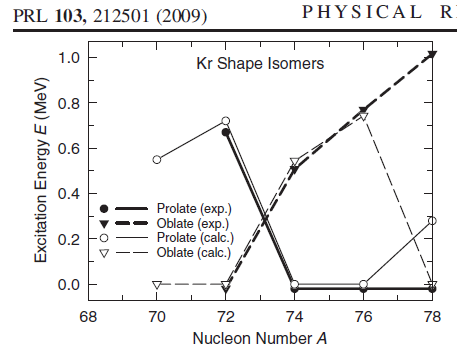 PRL 103, 212501 (2009) PHYSICAL R
Kr Shape Isomers
Excitation Energy E (MeV)
1.0
0.8
0.6
0.4
0.2
0.0
Prolate (exp.)
Oblate (exp.)
Prolate (calc.)
Oblate (calc.)
68 70 72 74 76 78
Nucleon Number A